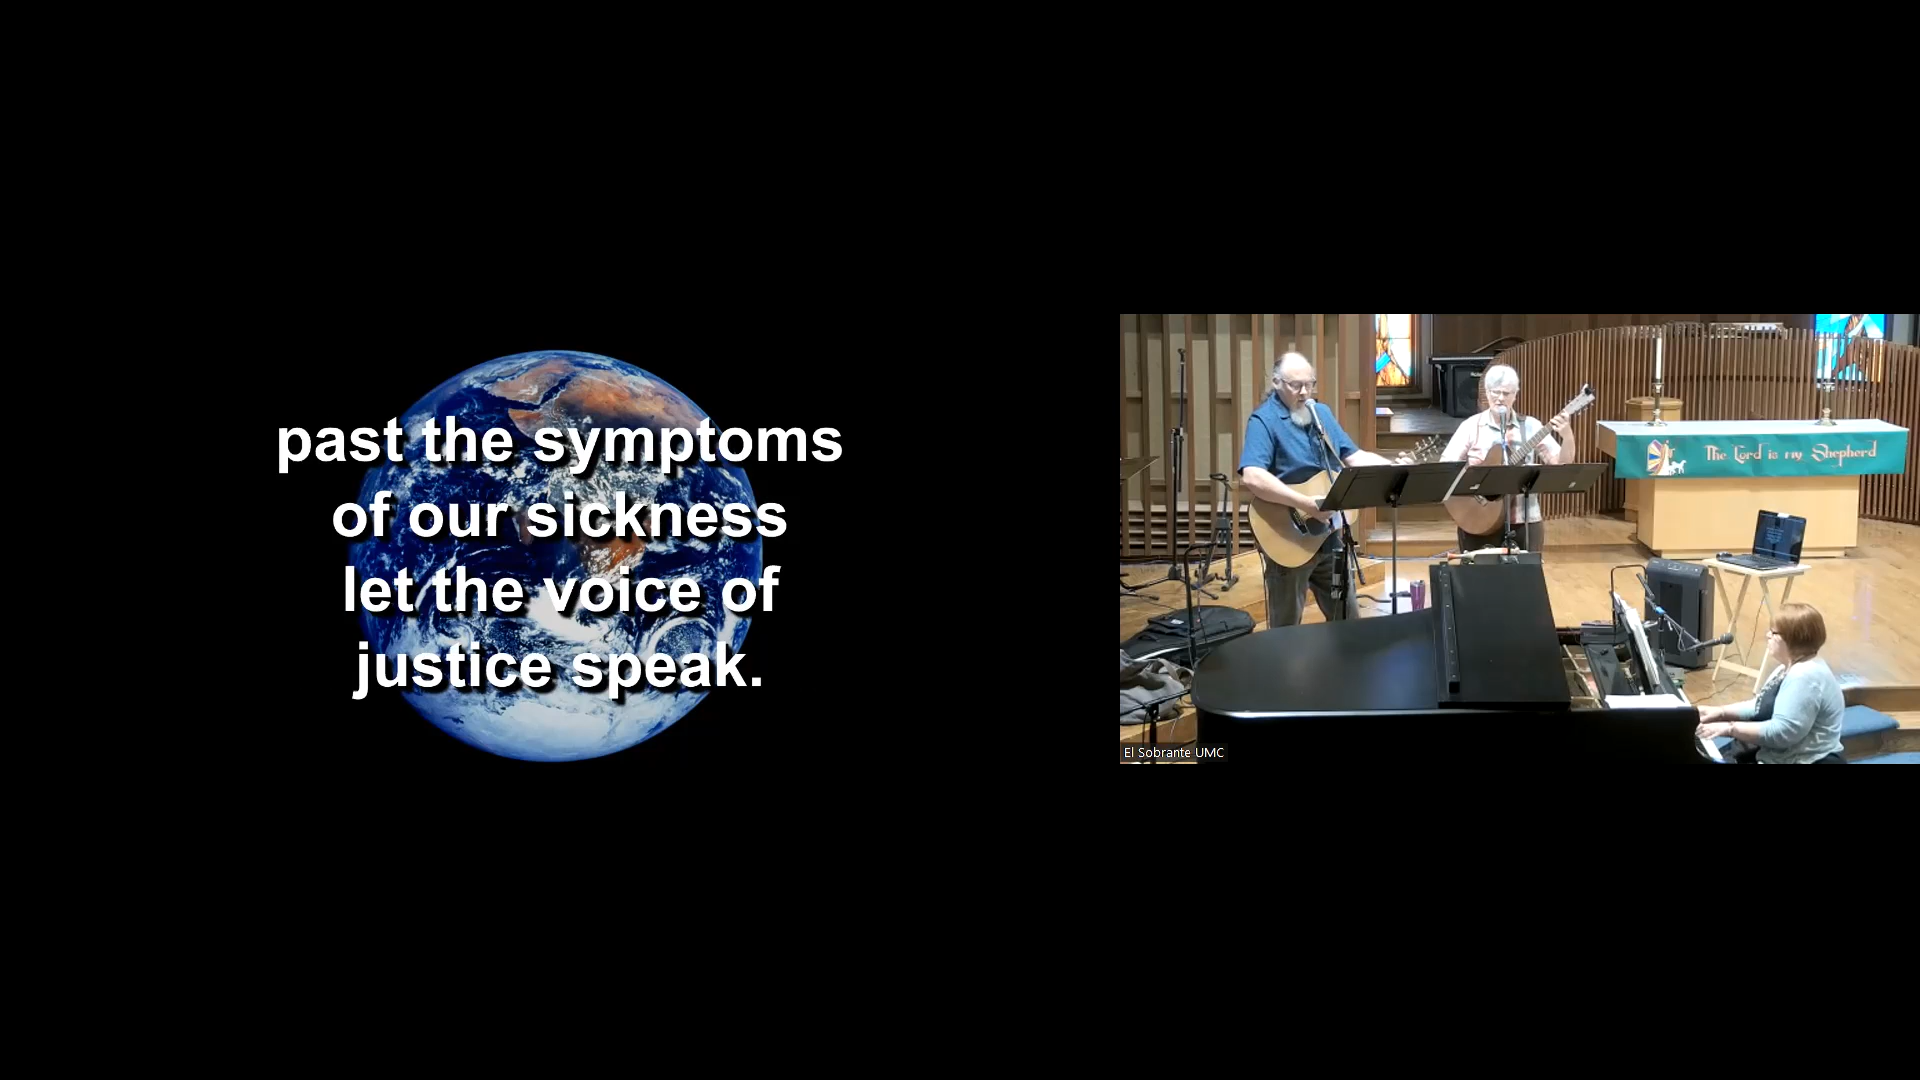 past the symptoms
of our sickness
let the voice of
justice speak.
The Lord is my Shepherd
El Sobrante UMC